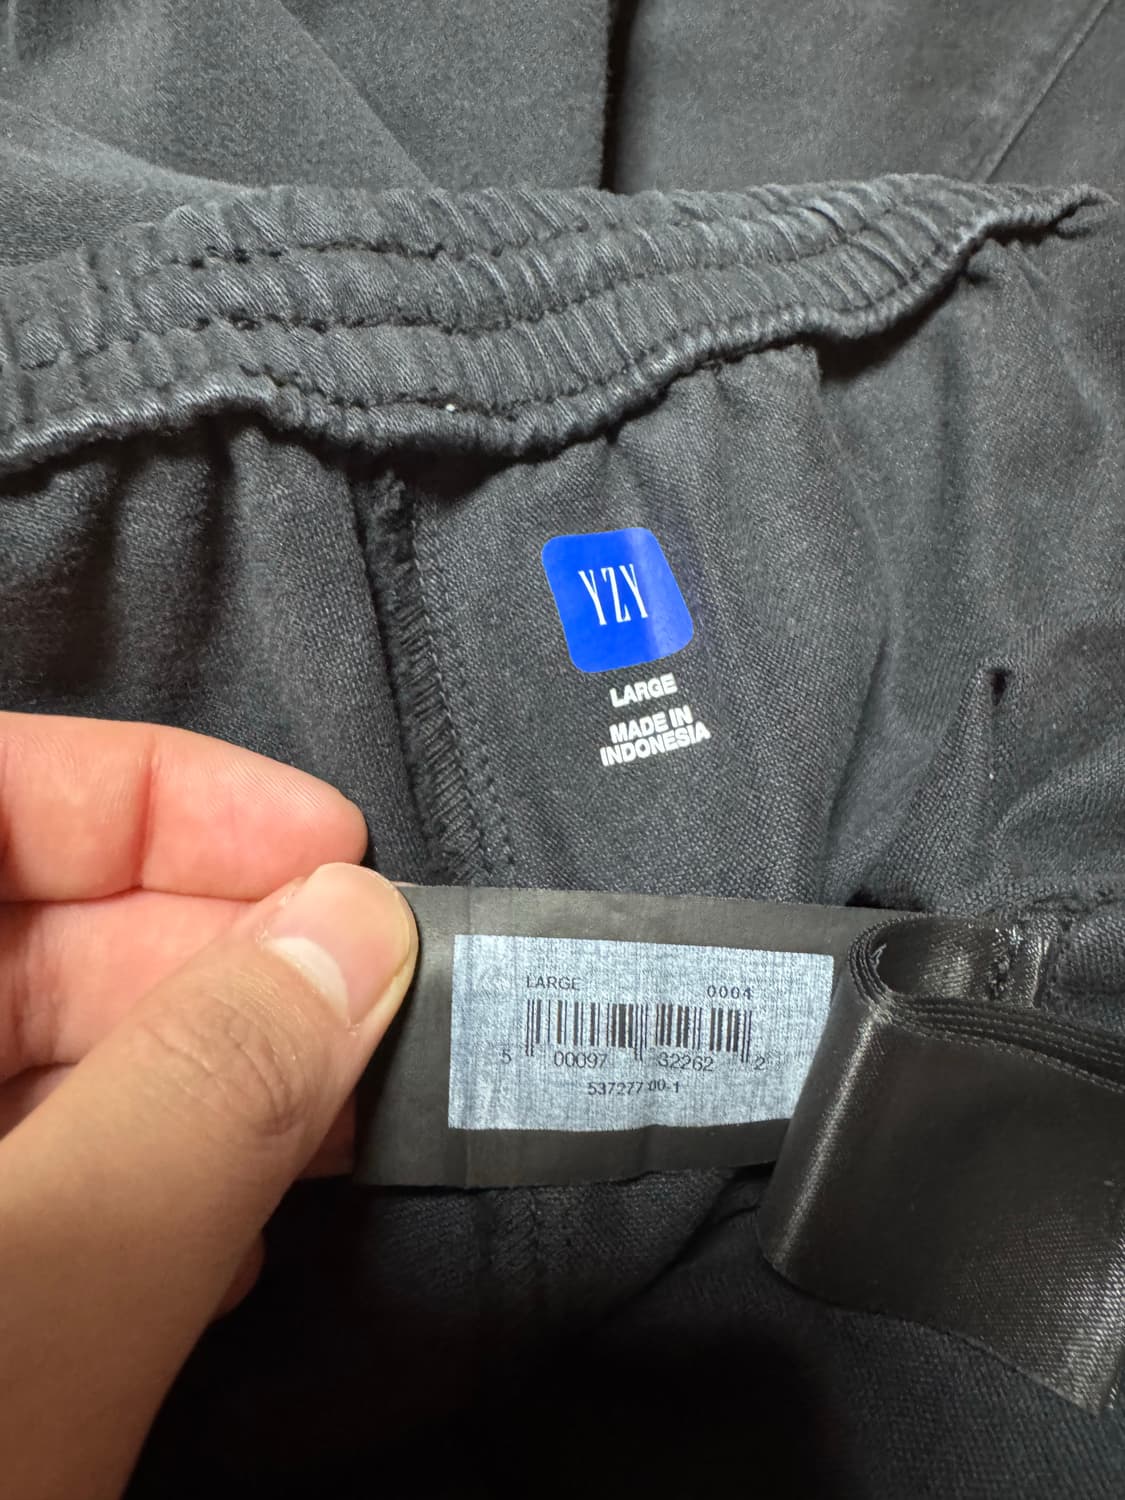 YZY
LARGE
MADE IN
INDONESIA
LARGE 0004
5 00097 32262 2
537277 00 1